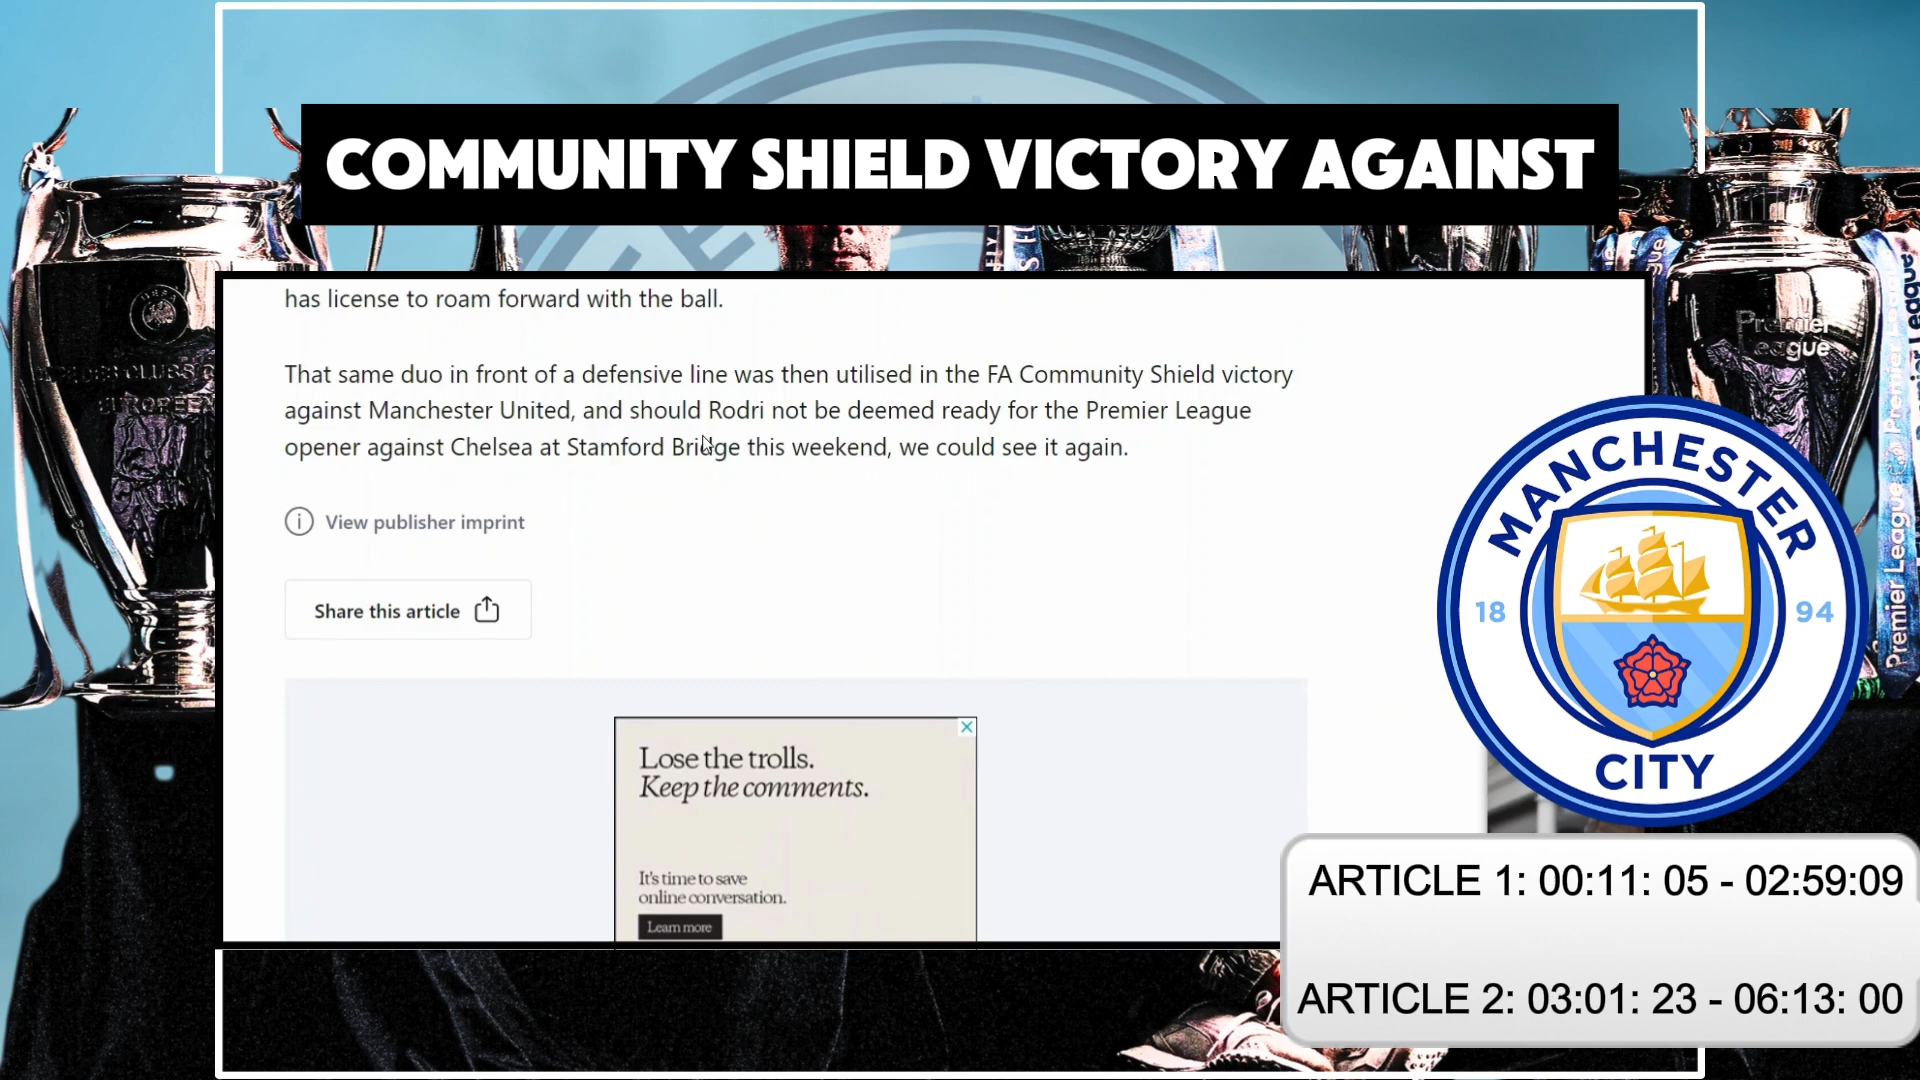 COMMUNITY SHIELD VICTORY AGAINST
has license to roam forward with the ball.
That same duo in front of a defensive line was then utilised in the FA Community Shield victory
against Manchester United, and should Rodri not be deemed ready for the Premier League
opener against Chelsea at Stamford Bridge this weekend, we could see it again.
View publisher imprint
Share this article
Lose the trolls.
Keep the comments.
It's time to save
online conversation.
Learn more
MANCHESTER
18 94
CITY
Premier
League
Premier League
ARTICLE 1: 00:11: 05 - 02:59:09
ARTICLE 2: 03:01: 23 - 06:13: 00